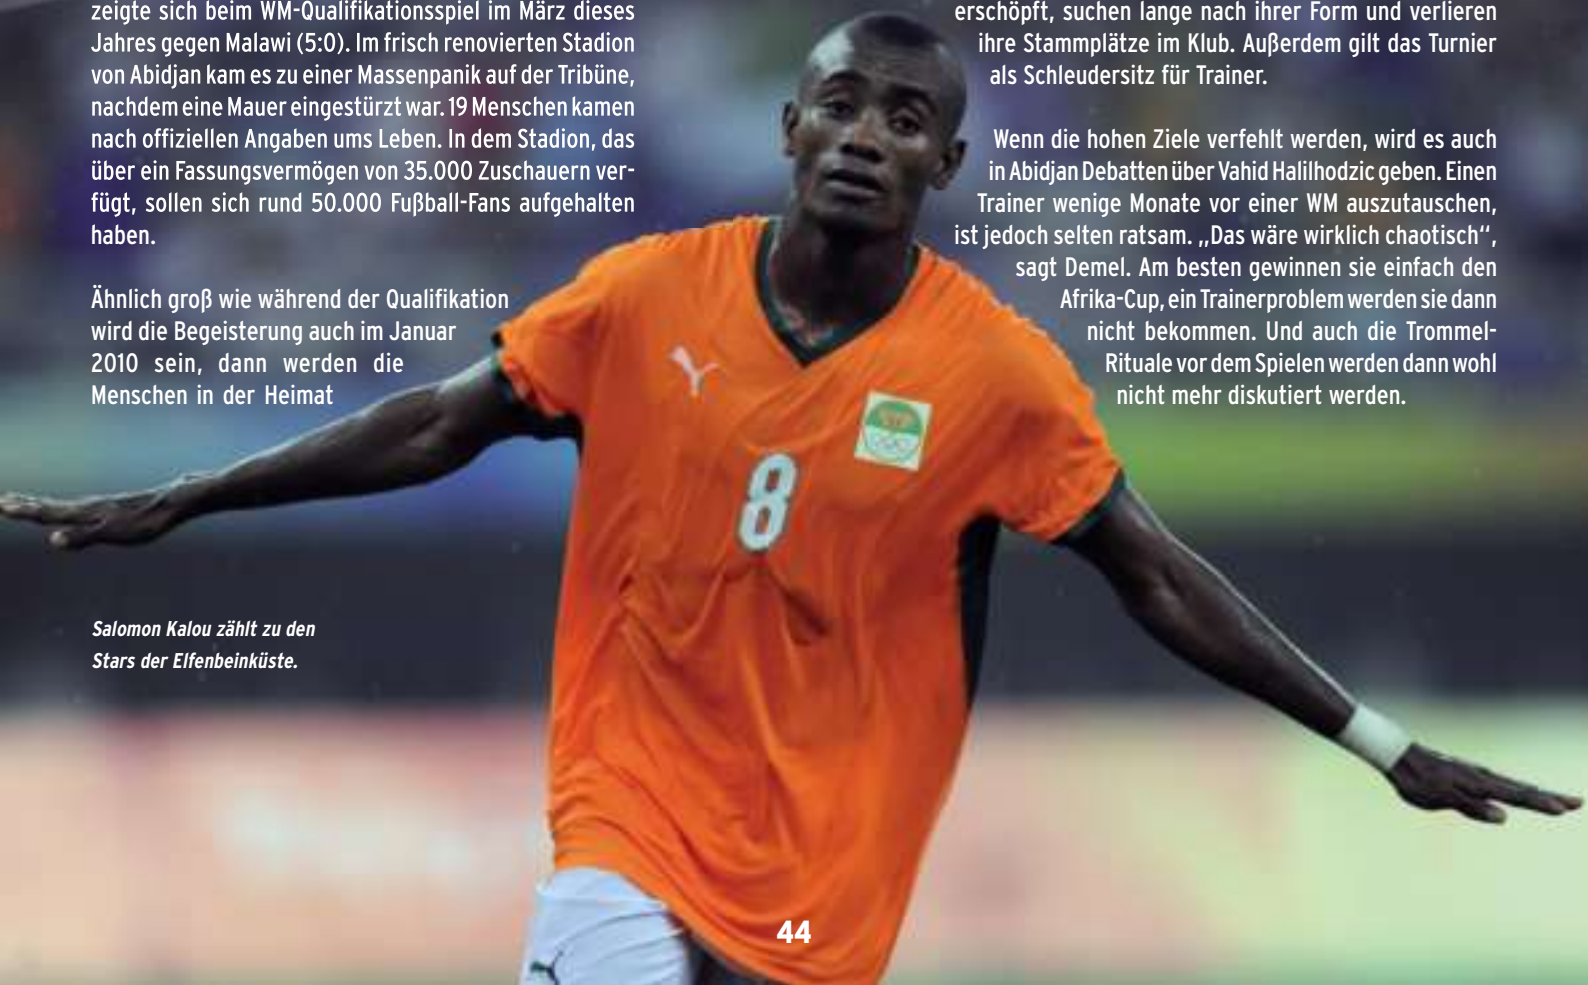 zeigte sich beim WM-Qualifikationsspiel im März dieses
Jahres gegen Malawi (5:0). Im frisch renovierten Stadion
von Abidjan kam es zu einer Massenpanik auf der Tribüne,
nachdem eine Mauer eingestürzt war. 19 Menschen kamen
nach offiziellen Angaben ums Leben. In dem Stadion, das
über ein Fassungsvermögen von 35.000 Zuschauern ver-
fügt, sollen sich rund 50.000 Fußball-Fans aufgehalten
haben.
Ähnlich groß wie während der Qualifikation
wird die Begeisterung auch im Januar
2010 sein, dann werden die
Menschen in der Heimat
erschöpft, suchen lange nach ihrer Form und verlieren
ihre Stammplätze im Klub. Außerdem gilt das Turnier
als Schleudersitz für Trainer.
Wenn die hohen Ziele verfehlt werden, wird es auch
in Abidjan Debatten über Vahid Halilhodzic geben. Einen
Trainer wenige Monate vor einer WM auszutauschen,
ist jedoch selten ratsam. „Das wäre wirklich chaotisch“,
sagt Demel. Am besten gewinnen sie einfach den
Afrika-Cup, ein Trainerproblem werden sie dann
nicht bekommen. Und auch die Trommel-
Rituale vor dem Spielen werden dann wohl
nicht mehr diskutiert werden.
8
Salomon Kalou zählt zu den
Stars der Elfenbeinküste.
44